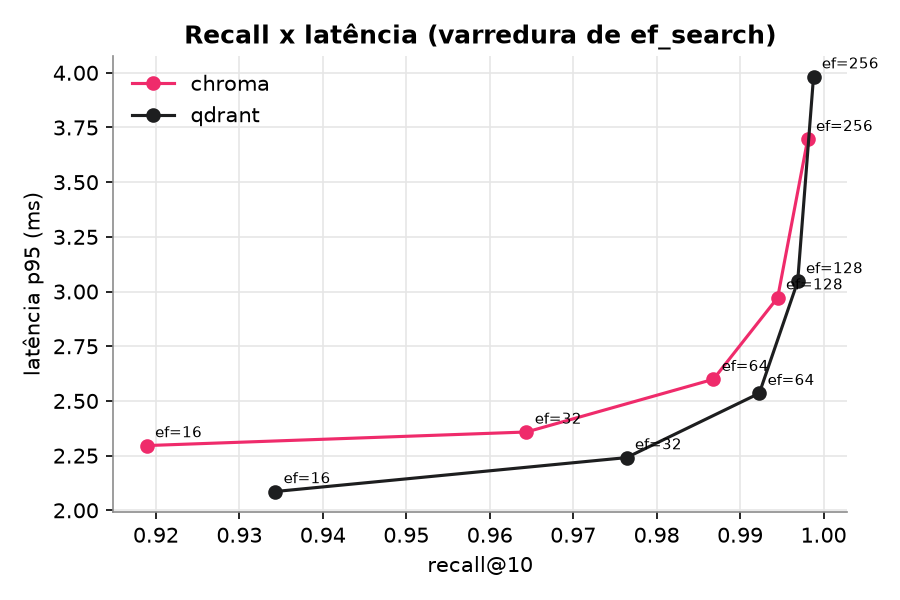 Recall x latência (varredura de ef_search)
chroma
qdrant
latência p95 (ms)
4.00
3.75
3.50
3.25
3.00
2.75
2.50
2.25
2.00
ef=256
ef=256
ef=128
ef=128
ef=64
ef=64
ef=32
ef=32
ef=16
ef=16
0.92 0.93 0.94 0.95 0.96 0.97 0.98 0.99 1.00
recall@10